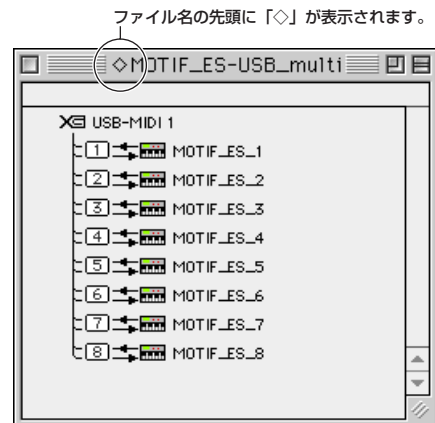 ファイル名の先頭に「◇」が表示されます。
◇MOTIF_ES-USB_multi
USB-MIDI 1
1 MOTIF_ES_1
2 MOTIF_ES_2
3 MOTIF_ES_3
4 MOTIF_ES_4
5 MOTIF_ES_5
6 MOTIF_ES_6
7 MOTIF_ES_7
8 MOTIF_ES_8